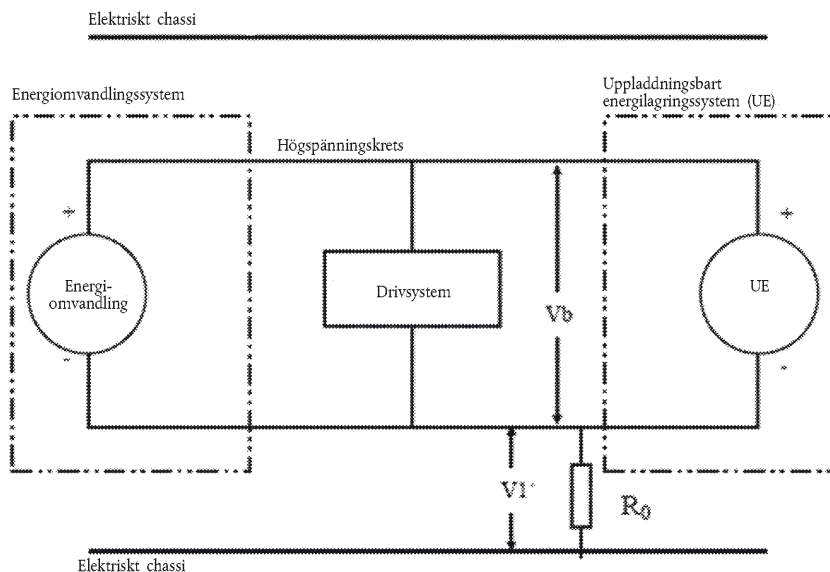 Elektriskt chassi
Energiomvandlingssystem
Uppladdningsbart
energilagringssystem (UE)
Högspänningskrets
+
+
Energi-
omvandling
Drivsystem
UE
Vb
-
-
V1'
R0
Elektriskt chassi